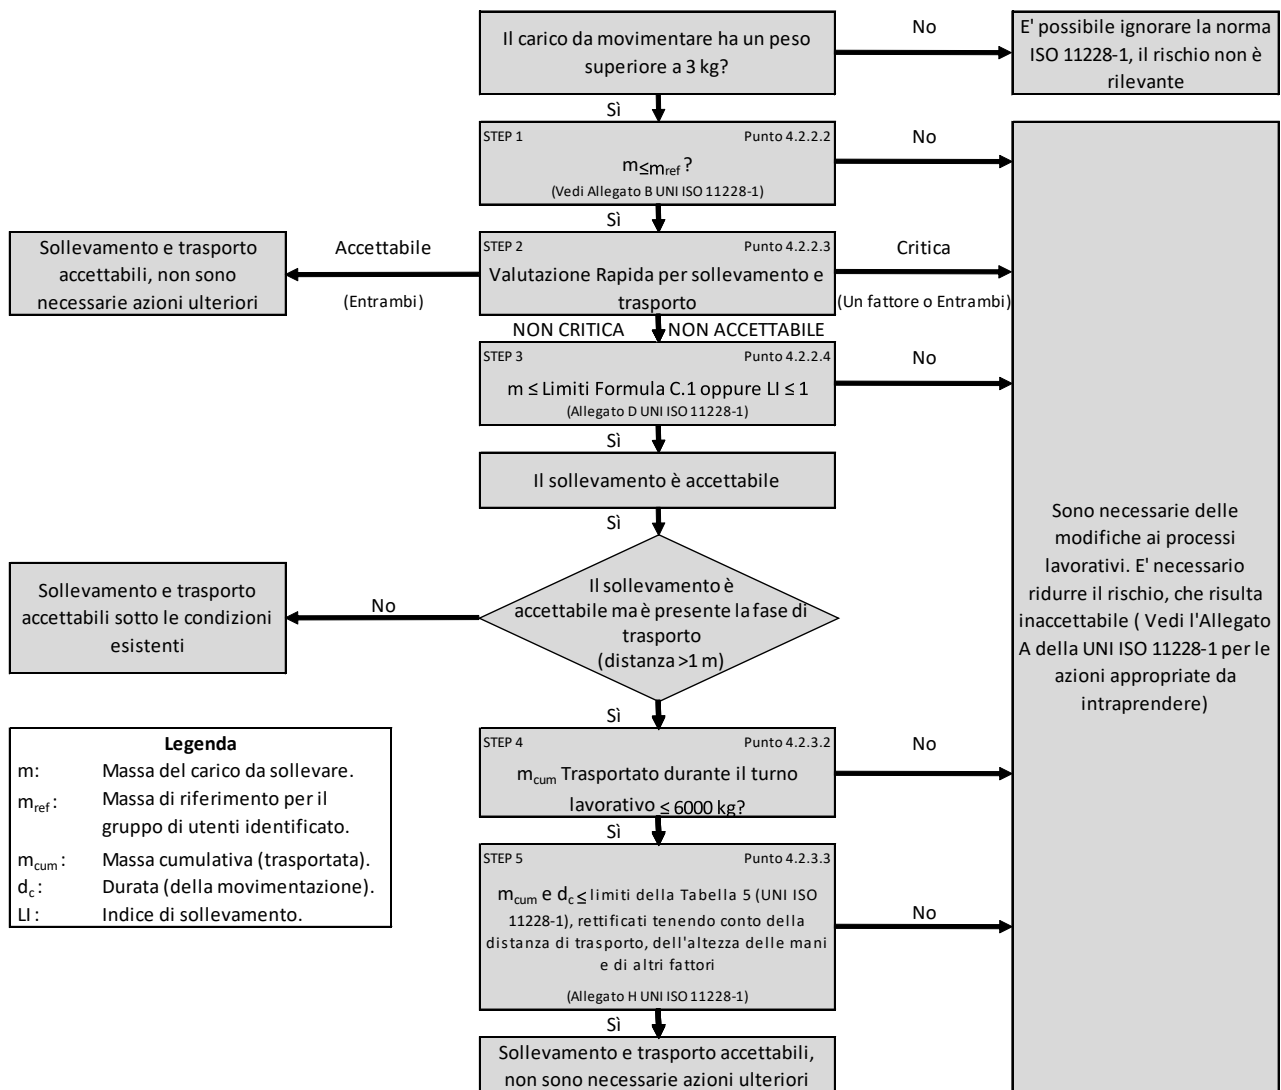 Il carico da movimentare ha un peso
superiore a 3 kg?
No
E' possibile ignorare la norma
ISO 11228-1, il rischio non è
rilevante
Sì
STEP 1 Punto 4.2.2.2
m≤mref ?
(Vedi Allegato B UNI ISO 11228-1)
No
Sì
Sollevamento e trasporto
accettabili, non sono
necessarie azioni ulteriori
Accettabile
(Entrambi)
STEP 2 Punto 4.2.2.3
Valutazione Rapida per sollevamento e
trasporto
Critica
(Un fattore o Entrambi)
NON CRITICA NON ACCETTABILE
STEP 3 Punto 4.2.2.4
m ≤ Limiti Formula C.1 oppure LI ≤ 1
(Allegato D UNI ISO 11228-1)
No
Sì
Il sollevamento è accettabile
Sì
Sono necessarie delle
modifiche ai processi
lavorativi. E' necessario
ridurre il rischio, che risulta
inaccettabile ( Vedi l'Allegato
A della UNI ISO 11228-1 per le
azioni appropriate da
intraprendere)
Sollevamento e trasporto
accettabili sotto le condizioni
esistenti
No
Il sollevamento è
accettabile ma è presente la fase di
trasporto
(distanza >1 m)
Sì
STEP 4 Punto 4.2.3.2
mcum Trasportato durante il turno
lavorativo ≤ 6000 kg?
No
Sì
Legenda
m: Massa del carico da sollevare.
mref : Massa di riferimento per il
gruppo di utenti identificato.
mcum : Massa cumulativa (trasportata).
dc : Durata (della movimentazione).
LI : Indice di sollevamento.
STEP 5 Punto 4.2.3.3
mcum e dc ≤ limiti della Tabella 5 (UNI ISO
11228-1), rettificati tenendo conto della
distanza di trasporto, dell'altezza delle mani
e di altri fattori
(Allegato H UNI ISO 11228-1)
No
Sì
Sollevamento e trasporto accettabili,
non sono necessarie azioni ulteriori